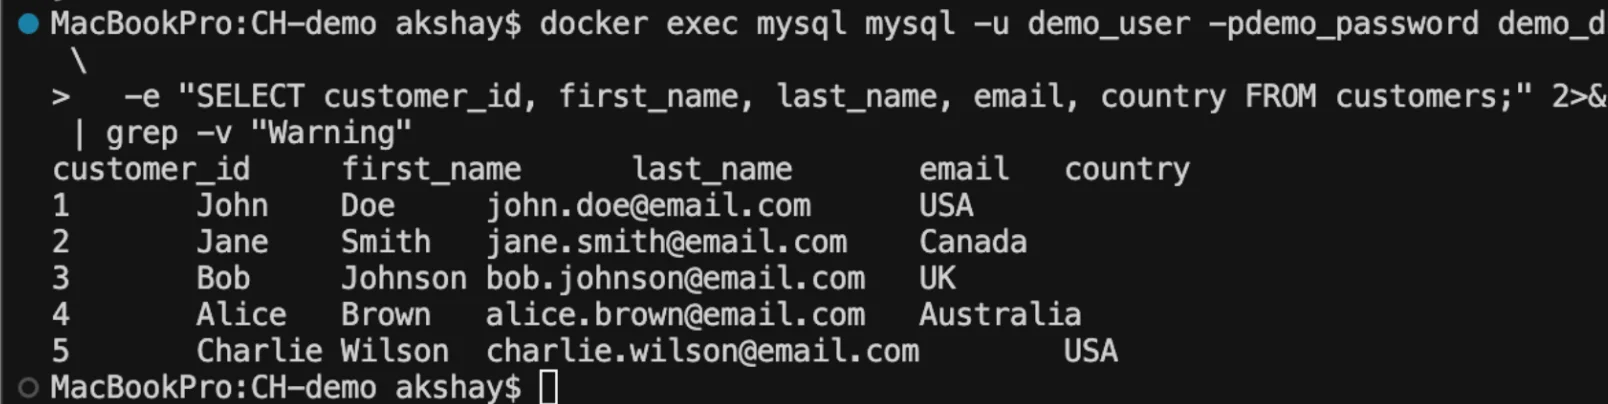 MacBookPro:CH-demo akshay$ docker exec mysql mysql -u demo_user -pdemo_password demo_d
\
>   -e "SELECT customer_id, first_name, last_name, email, country FROM customers;" 2>&
| grep -v "Warning"
customer_id	first_name	last_name	email	country
1	John	Doe	john.doe@email.com	USA
2	Jane	Smith	jane.smith@email.com	Canada
3	Bob	Johnson	bob.johnson@email.com	UK
4	Alice	Brown	alice.brown@email.com	Australia
5	Charlie	Wilson	charlie.wilson@email.com	USA
MacBookPro:CH-demo akshay$